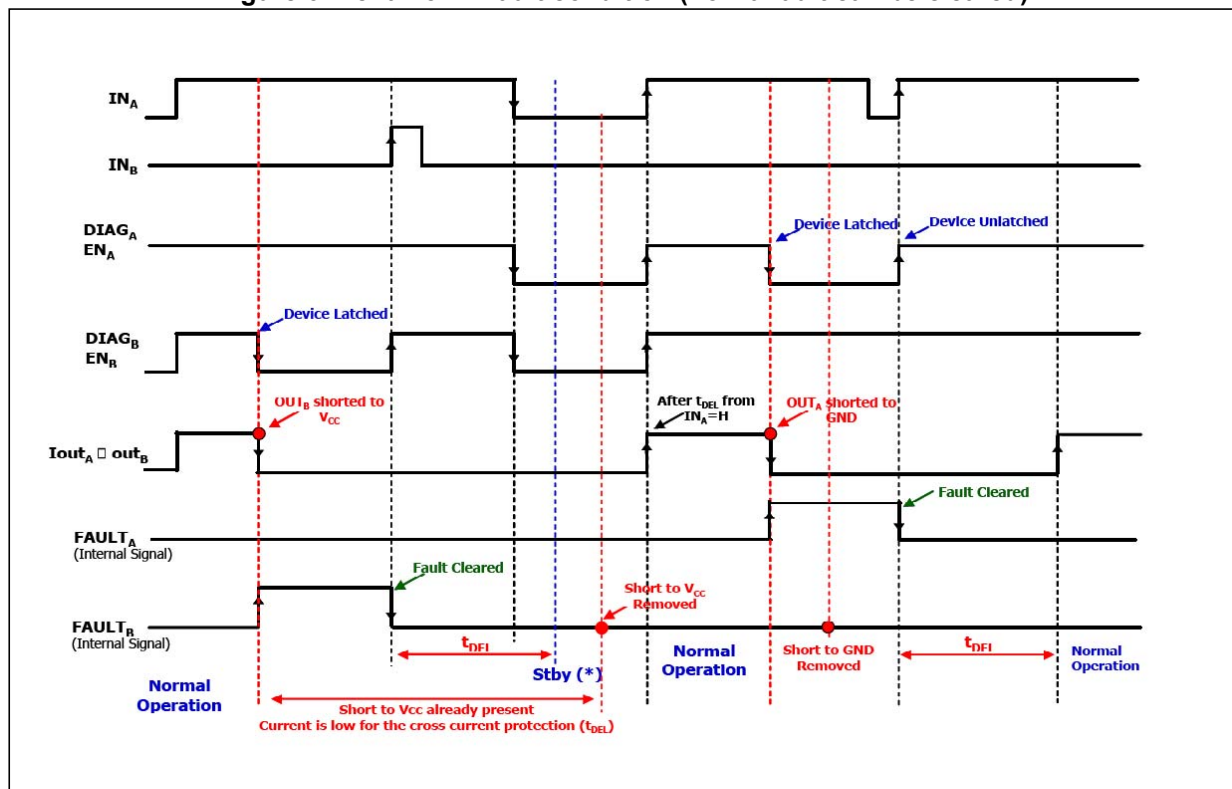 IN_A
IN_B
DIAG_A
EN_A
Device Latched
Device Unlatched
Device Latched
DIAG_B
EN_B
OUT_B shorted to
V_CC
After t_DEL from
IN_A=H
OUT_A shorted to
GND
Iout_A □ out_B
Fault Cleared
FAULT_A
(Internal Signal)
Fault Cleared
Short to V_CC
Removed
FAULT_B
(Internal Signal)
t_DEL
Stby (*)
Normal
Operation
Short to GND
Removed
t_DEL
Normal
Operation
Normal
Operation
Short to Vcc already present
Current is low for the cross current protection (t_DEL)